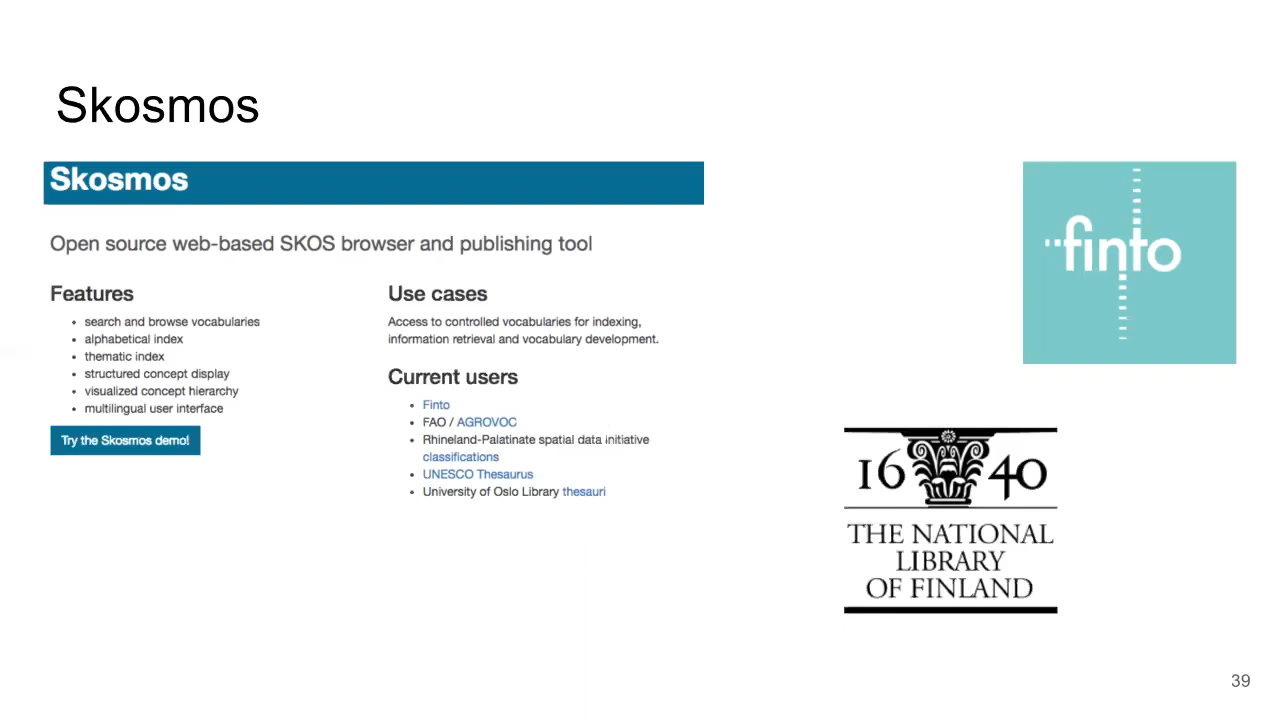 Skosmos
Skosmos
Open source web-based SKOS browser and publishing tool
Features
• search and browse vocabularies
• alphabetical index
• thematic index
• structured concept display
• visualized concept hierarchy
• multilingual user interface
Try the Skosmos demo!
Use cases
Access to controlled vocabularies for indexing,
information retrieval and vocabulary development.
Current users
• Finto
• FAO / AGROVOC
• Rhineland-Palatinate spatial data initiative
classifications
• UNESCO Thesaurus
• University of Oslo Library thesauri
finto
1640
THE NATIONAL
LIBRARY
OF FINLAND
39